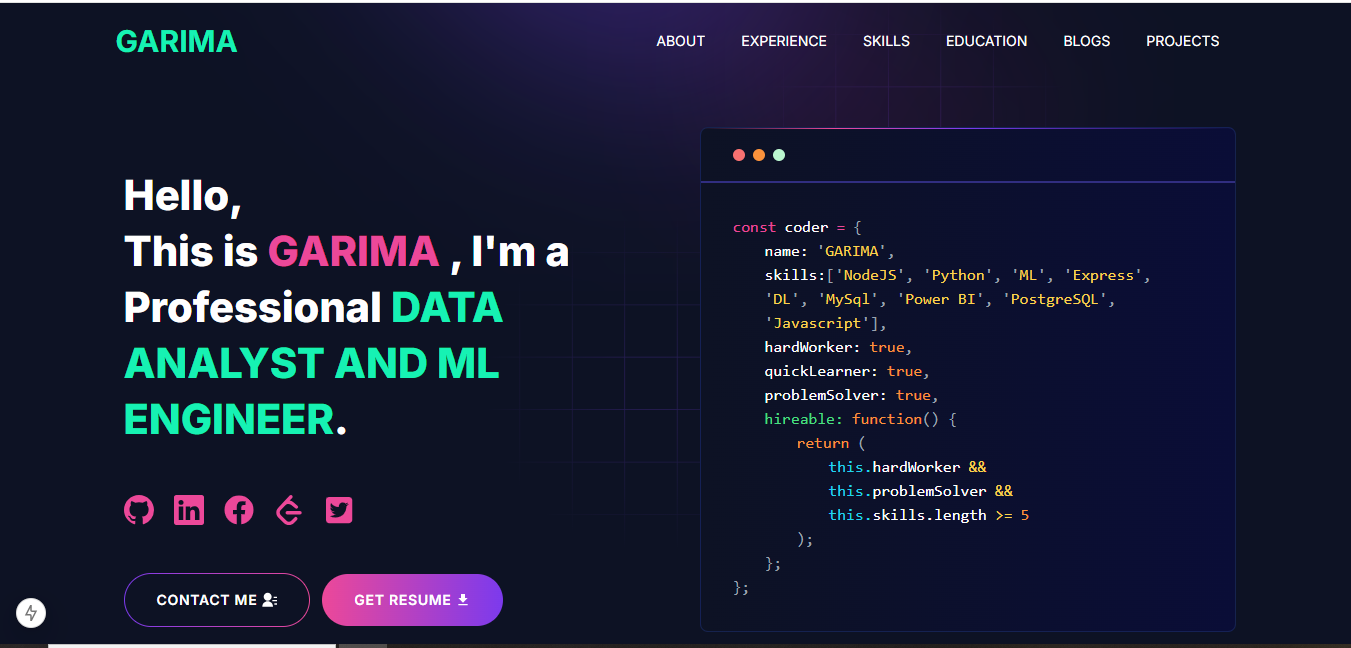 GARIMA
ABOUT EXPERIENCE SKILLS EDUCATION BLOGS PROJECTS
Hello,
This is GARIMA , I'm a
Professional DATA
ANALYST AND ML
ENGINEER.
in
CONTACT ME
GET RESUME
const coder = {
name: 'GARIMA',
skills:['NodeJS', 'Python', 'ML', 'Express',
'DL', 'MySql', 'Power BI', 'PostgreSQL',
'Javascript'],
hardWorker: true,
quickLearner: true,
problemSolver: true,
hireable: function() {
return (
this.hardWorker &&
this.problemSolver &&
this.skills.length >= 5
);
};
};